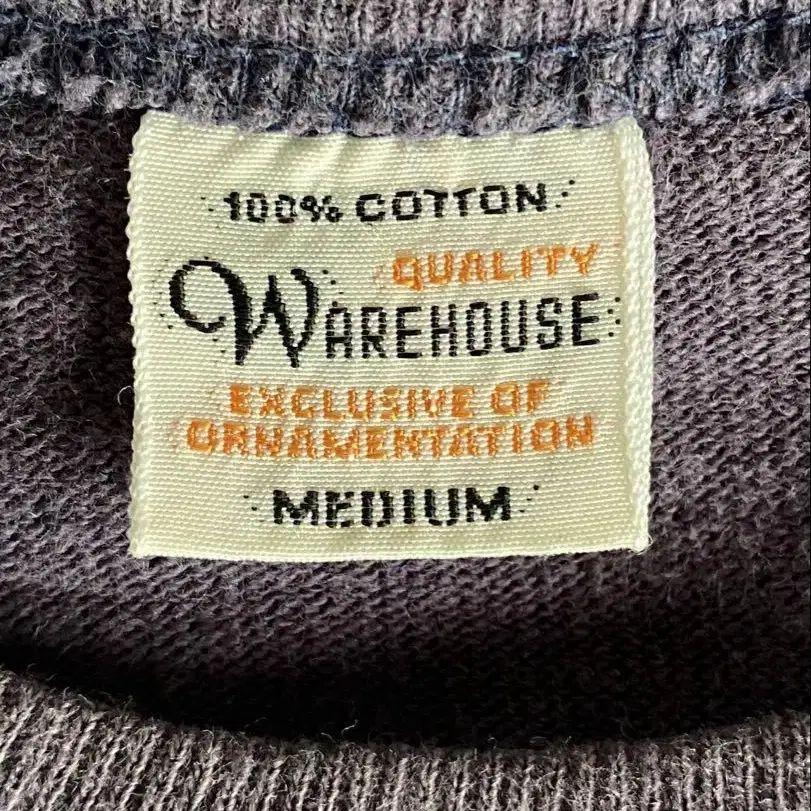 100% COTTON
QUALITY
WAREHOUSE
EXCLUSIVE OF
ORNAMENTATION
MEDIUM